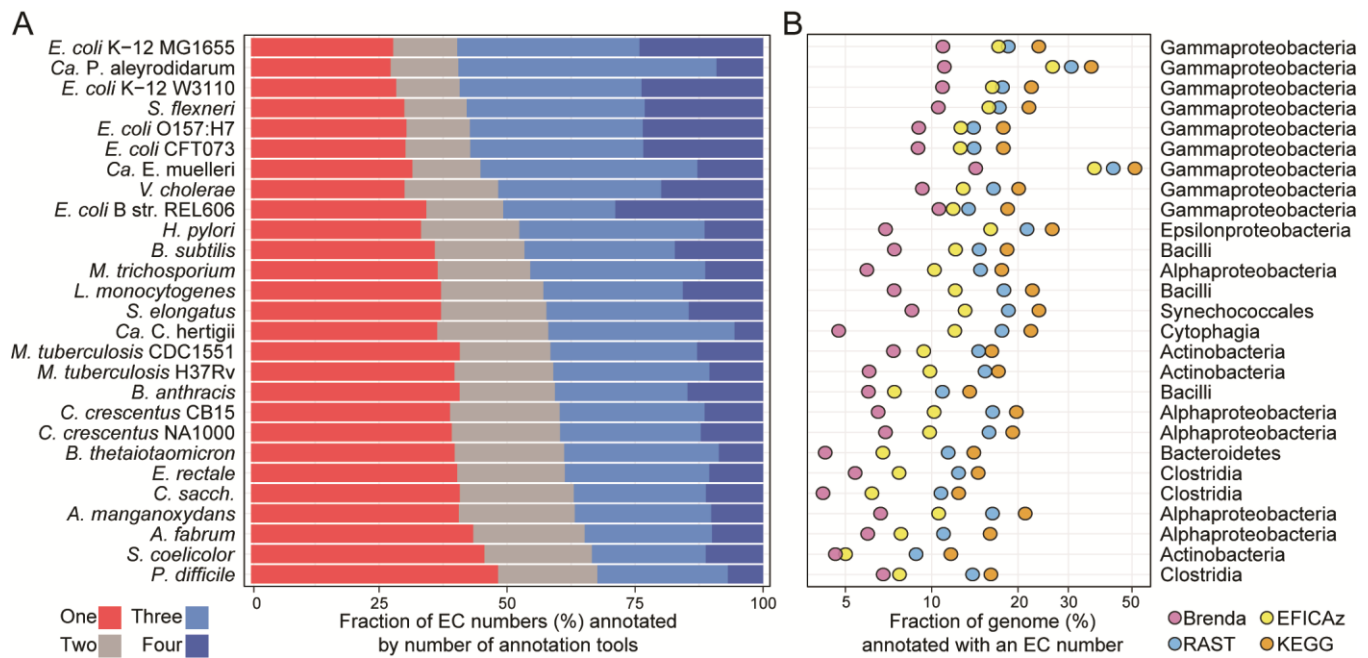 A
B
E. coli K−12 MG1655
Ca. P. aleyrodidarum
E. coli K−12 W3110
S. flexneri
E. coli O157:H7
E. coli CFT073
Ca. E. muelleri
V. cholerae
E. coli B str. REL606
H. pylori
B. subtilis
M. trichosporium
L. monocytogenes
S. elongatus
Ca. C. hertigii
M. tuberculosis CDC1551
M. tuberculosis H37Rv
B. anthracis
C. crescentus CB15
C. crescentus NA1000
B. thetaiotaomicron
E. rectale
C. sacch.
A. manganoxydans
A. fabrum
S. coelicolor
P. difficile
0 25 50 75 100
Fraction of EC numbers (%) annotated
by number of annotation tools
One Three
Two Four
Gammaproteobacteria
Gammaproteobacteria
Gammaproteobacteria
Gammaproteobacteria
Gammaproteobacteria
Gammaproteobacteria
Gammaproteobacteria
Gammaproteobacteria
Gammaproteobacteria
Epsilonproteobacteria
Bacilli
Alphaproteobacteria
Bacilli
Synechococcales
Cytophagia
Actinobacteria
Actinobacteria
Bacilli
Alphaproteobacteria
Alphaproteobacteria
Bacteroidetes
Clostridia
Clostridia
Alphaproteobacteria
Alphaproteobacteria
Actinobacteria
Clostridia
5 10 20 30 50
Fraction of genome (%)
annotated with an EC number
Brenda EFICAz
RAST KEGG